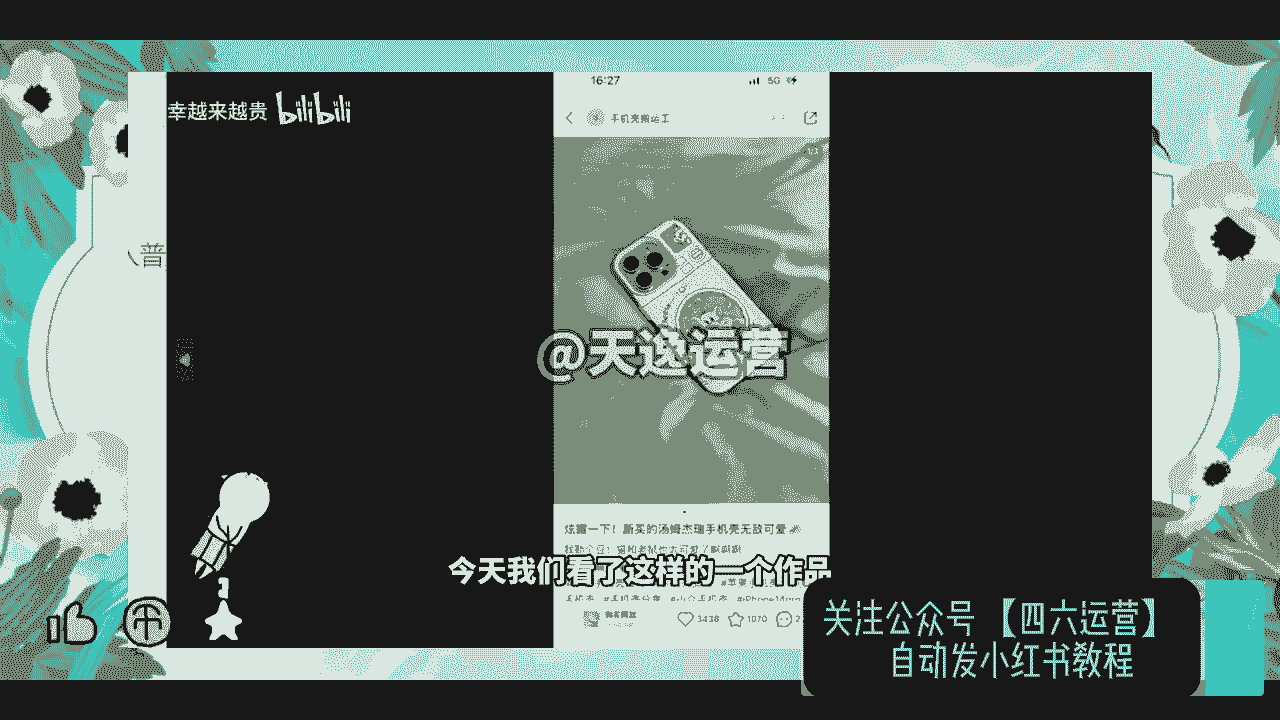 幸越来越贵 bilibili
16:27
5G
手机壳搬运工
1/3
、普
@天逸运营
炫耀一下！新买的汤姆杰瑞手机壳无敌可爱
今天我们看了这样的一个作品
3438
1070
关注公众号 【四六运营】
自动发小红书教程